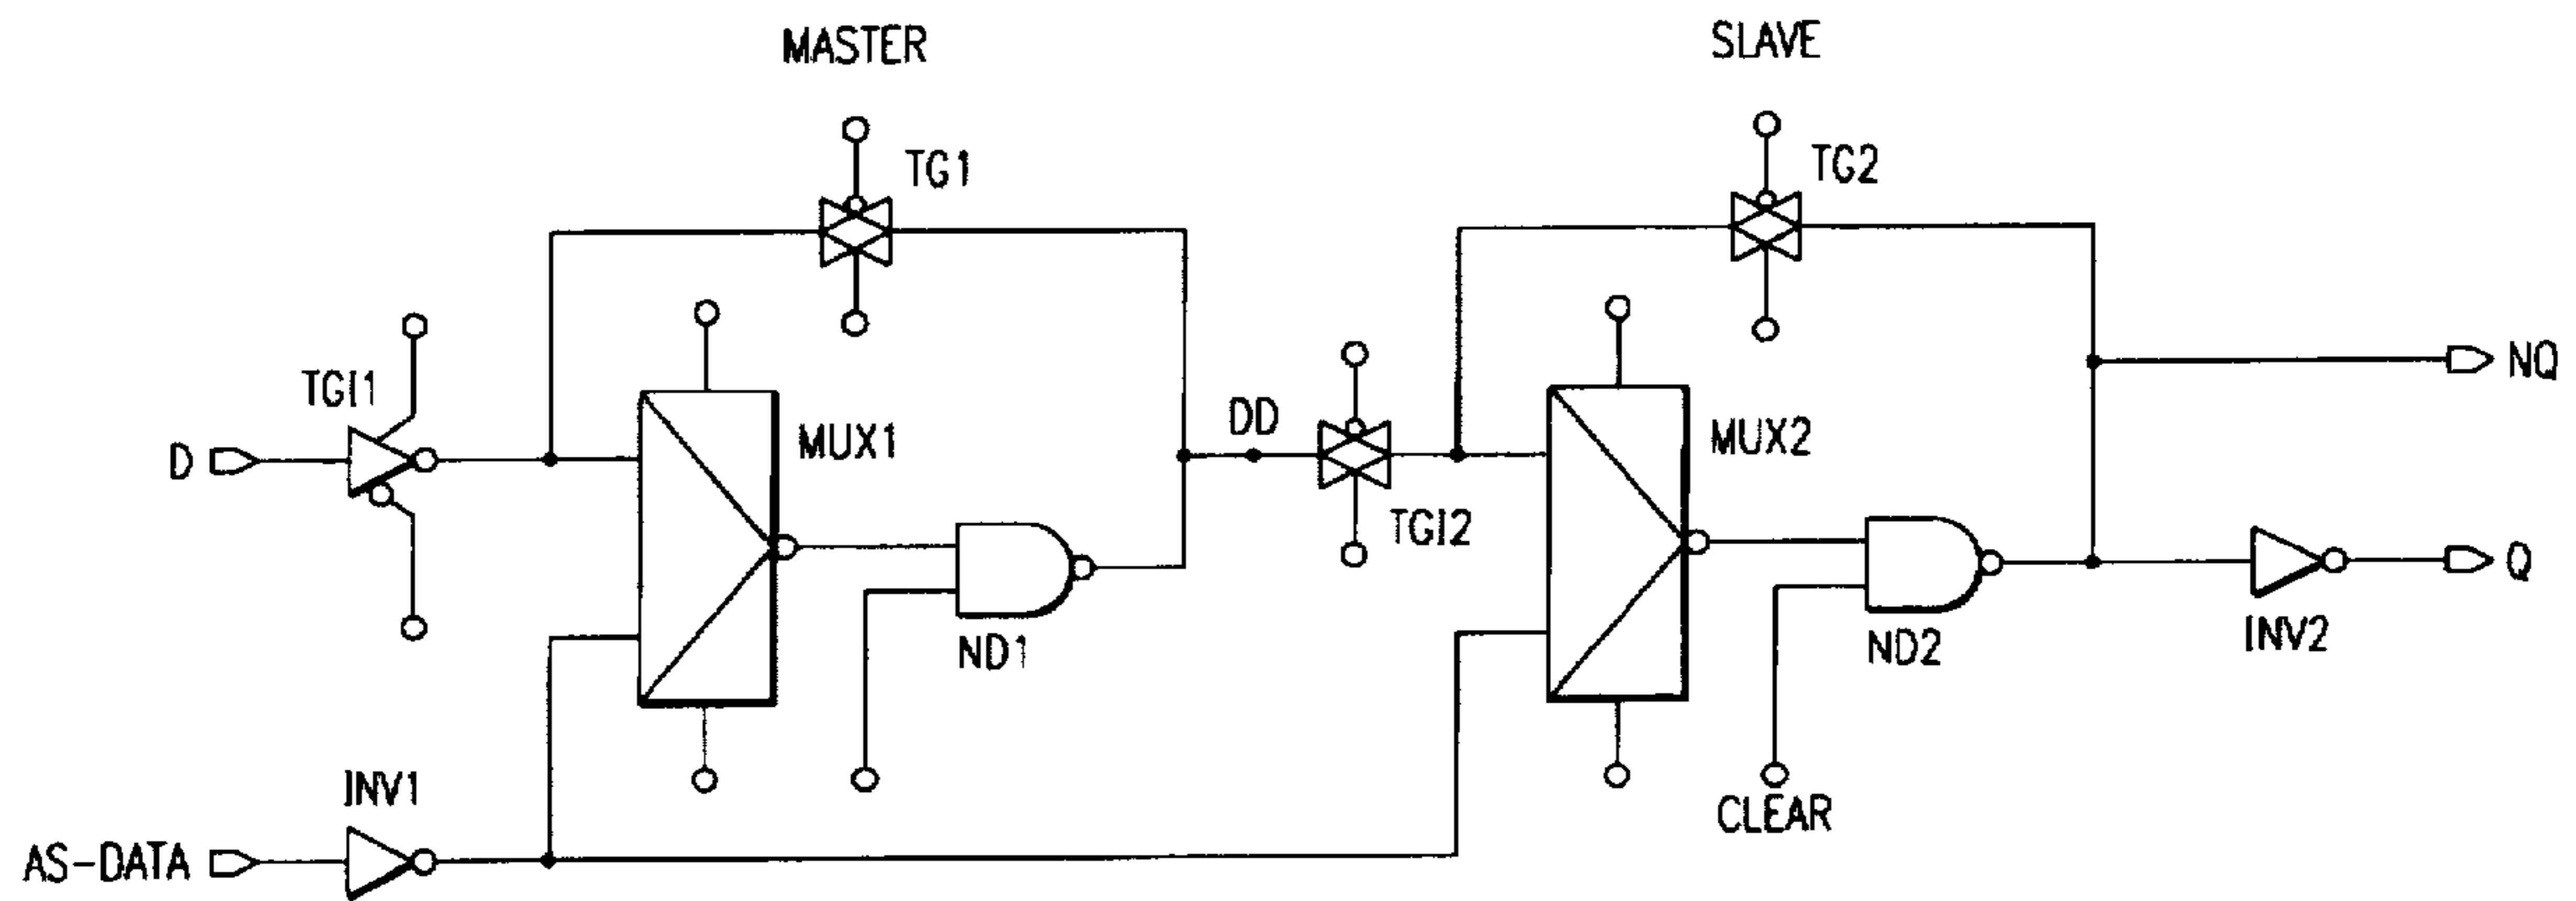 MASTER
SLAVE
TG1
TG2
TGI1
MUX1
DD
MUX2
NQ
D
TGI2
ND1
ND2
INV2
Q
INV1
CLEAR
AS-DATA